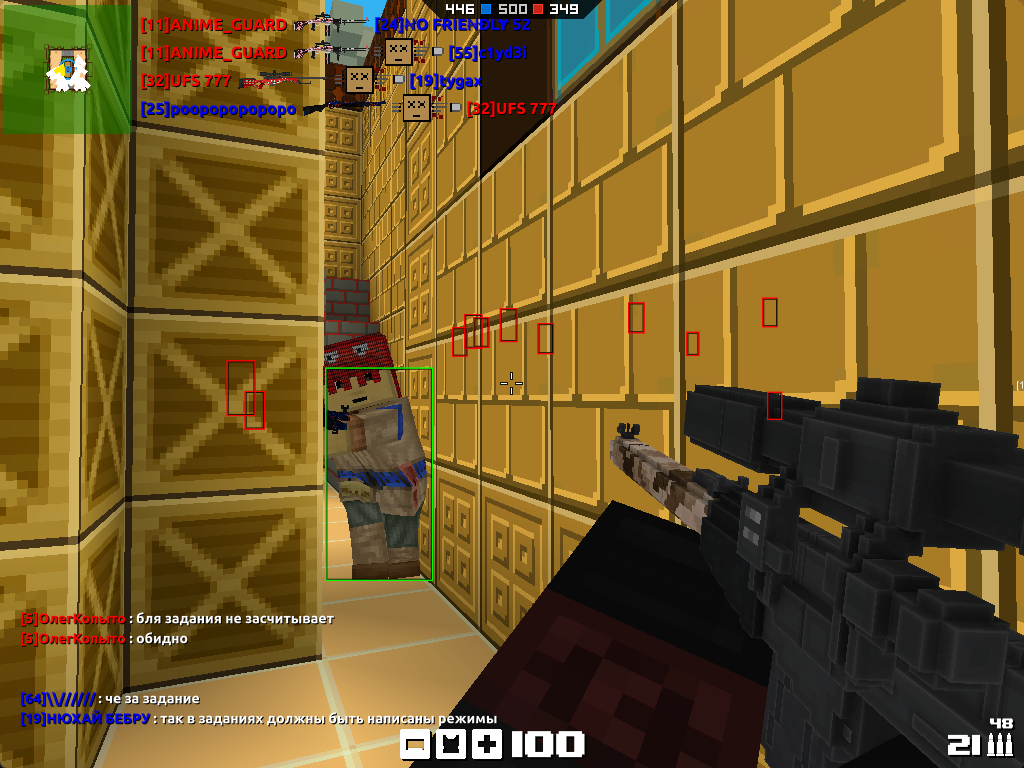 446 500 349
[11]ANIME_GUARD [24]NO FRIENDLY 52
[11]ANIME_GUARD [55]c1yd3i
[32]UFS 777 [19]tygax
[25]poopopopopopo [32]UFS 777
[5]ОлегКопыто : бля задания не засчитывает
[5]ОлегКопыто : обидно
[64]\\////// : че за задание
[19]НЮХАЙ БЕБРУ : так в заданиях должны быть написаны режимы
100
48
21